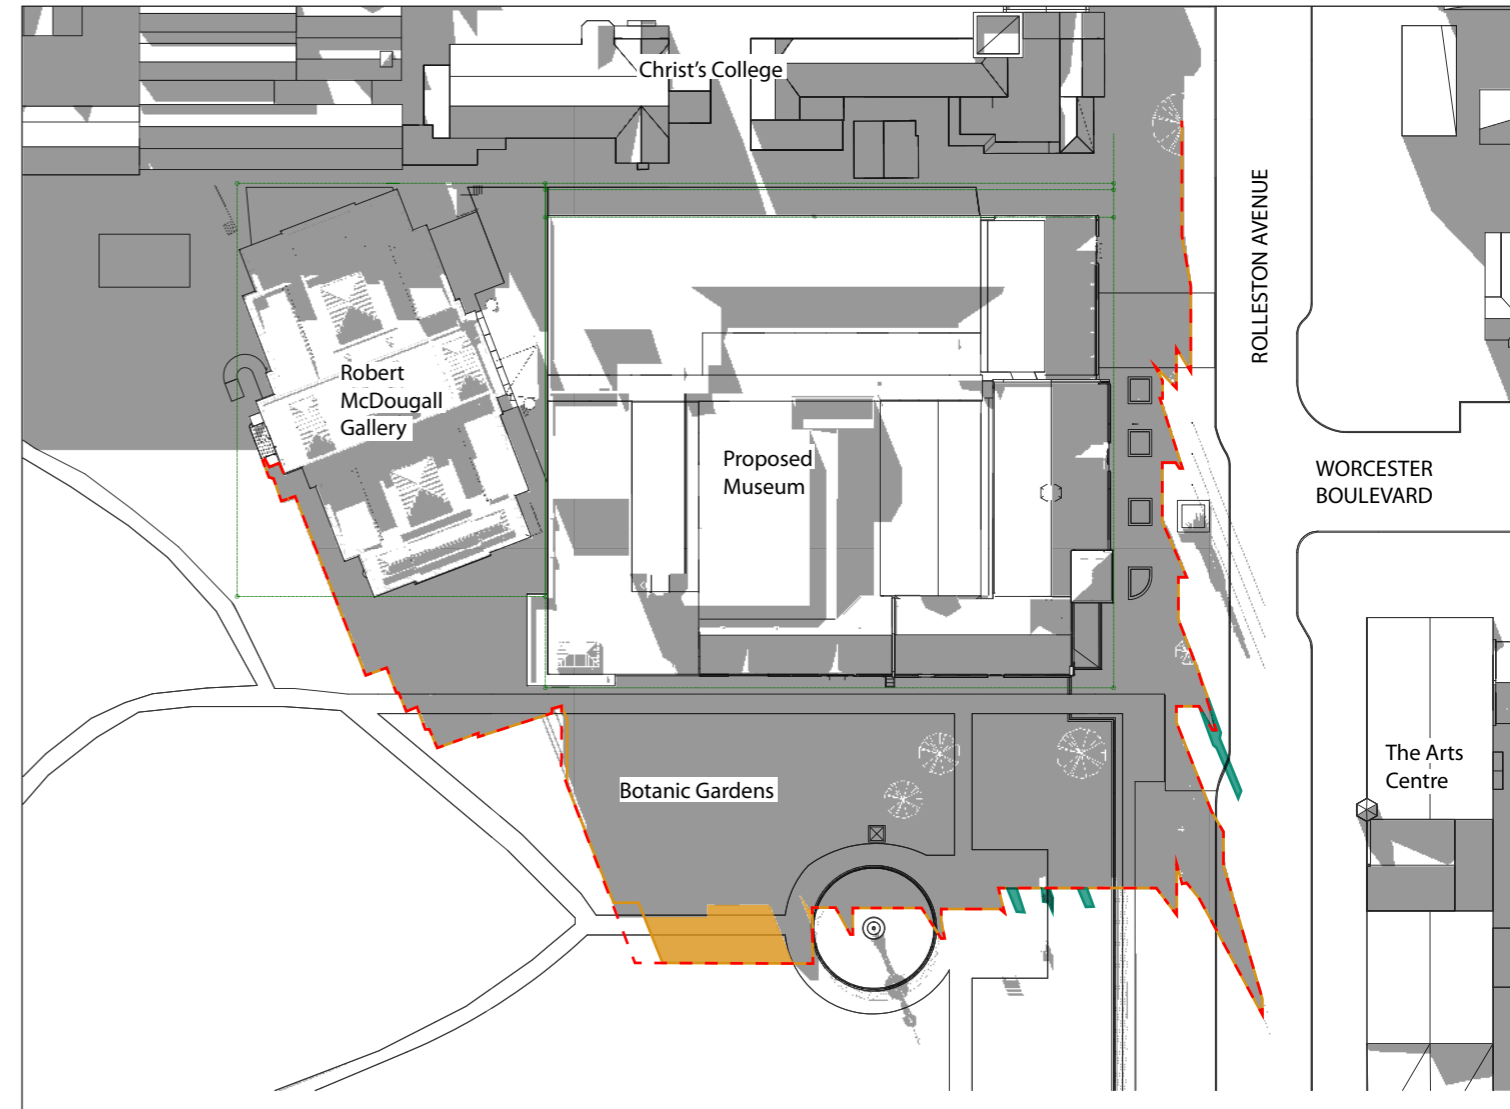 Christ's College
ROLLESTON AVENUE
Robert
McDougall
Gallery
Proposed
Museum
WORCESTER
BOULEVARD
The Arts
Centre
Botanic Gardens